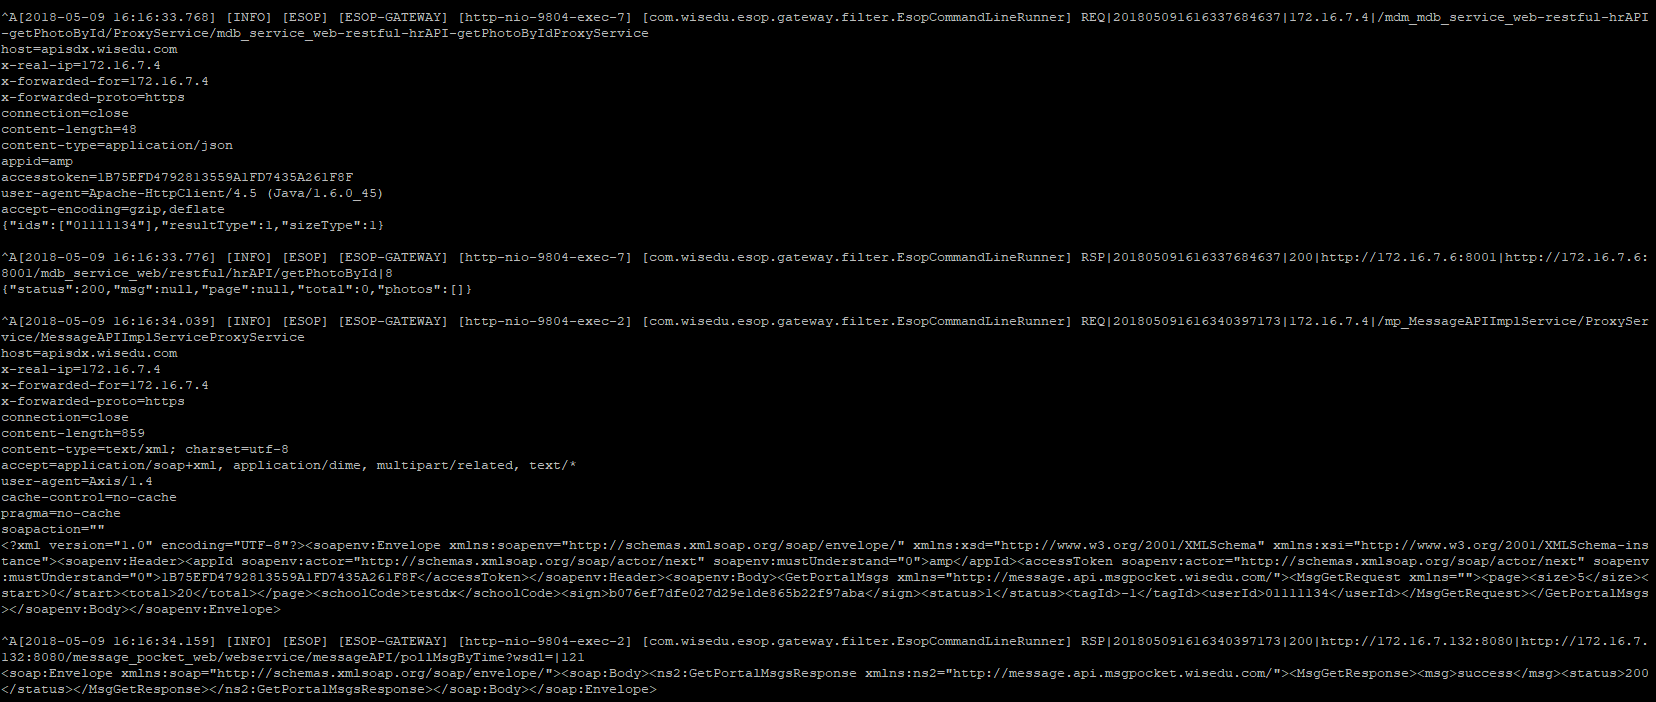 ^A[2018-05-09 16:16:33.768] [INFO] [ESOP] [ESOP-GATEWAY] [http-nio-9804-exec-7] [com.wisedu.esop.gateway.filter.EsopCommandLineRunner] REQ|201805091616337684637|172.16.7.4|/mdm_mdb_service_web-restful-hrAPI
-getPhotoById/ProxyService/mdb_service_web-restful-hrAPI-getPhotoByIdProxyService
host=apisdx.wisedu.com
x-real-ip=172.16.7.4
x-forwarded-for=172.16.7.4
x-forwarded-proto=https
connection=close
content-length=48
content-type=application/json
appid=amp
accesstoken=1B75EFD4792813559A1FD7435A261F8F
user-agent=Apache-HttpClient/4.5 (Java/1.6.0_45)
accept-encoding=gzip,deflate
{"ids":["01111134"],"resultType":1,"sizeType":1}
^A[2018-05-09 16:16:33.776] [INFO] [ESOP] [ESOP-GATEWAY] [http-nio-9804-exec-7] [com.wisedu.esop.gateway.filter.EsopCommandLineRunner] RSP|201805091616337684637|200|http://172.16.7.6:8001|http://172.16.7.6:
8001/mdb_service_web/restful/hrAPI/getPhotoById|8
{"status":200,"msg":null,"page":null,"total":0,"photos":[]}
^A[2018-05-09 16:16:34.039] [INFO] [ESOP] [ESOP-GATEWAY] [http-nio-9804-exec-2] [com.wisedu.esop.gateway.filter.EsopCommandLineRunner] REQ|201805091616340397173|172.16.7.4|/mp_MessageAPIImplService/ProxySer
vice/MessageAPIImplServiceProxyService
host=apisdx.wisedu.com
x-real-ip=172.16.7.4
x-forwarded-for=172.16.7.4
x-forwarded-proto=https
connection=close
content-length=859
content-type=text/xml; charset=utf-8
accept=application/soap+xml, application/dime, multipart/related, text/*
user-agent=Axis/1.4
cache-control=no-cache
pragma=no-cache
soapaction=""
<?xml version="1.0" encoding="UTF-8"?><soapenv:Envelope xmlns:soapenv="http://schemas.xmlsoap.org/soap/envelope/" xmlns:xsd="http://www.w3.org/2001/XMLSchema" xmlns:xsi="http://www.w3.org/2001/XMLSchema-ins
tance"><soapenv:Header><appId soapenv:actor="http://schemas.xmlsoap.org/soap/actor/next" soapenv:mustUnderstand="0">amp</appId><accessToken soapenv:actor="http://schemas.xmlsoap.org/soap/actor/next" soapenv
:mustUnderstand="0">1B75EFD4792813559A1FD7435A261F8F</accessToken></soapenv:Header><soapenv:Body><GetPortalMsgs xmlns="http://message.api.msgpocket.wisedu.com/"><MsgGetRequest xmlns=""><page><size>5</size><
start>0</start><total>20</total></page><schoolCode>testdx</schoolCode><sign>b076ef7dfe027d29e1de865b22f97aba</sign><status>1</status><tagId>-1</tagId><userId>01111134</userId></MsgGetRequest></GetPortalMsgs
></soapenv:Body></soapenv:Envelope>
^A[2018-05-09 16:16:34.159] [INFO] [ESOP] [ESOP-GATEWAY] [http-nio-9804-exec-2] [com.wisedu.esop.gateway.filter.EsopCommandLineRunner] RSP|201805091616340397173|200|http://172.16.7.132:8080|http://172.16.7.
132:8080/message_pocket_web/webservice/messageAPI/pollMsgByTime?wsdl=|121
<soap:Envelope xmlns:soap="http://schemas.xmlsoap.org/soap/envelope/"><soap:Body><ns2:GetPortalMsgsResponse xmlns:ns2="http://message.api.msgpocket.wisedu.com/"><MsgGetResponse><msg>success</msg><status>200
</status></MsgGetResponse></ns2:GetPortalMsgsResponse></soap:Body></soap:Envelope>